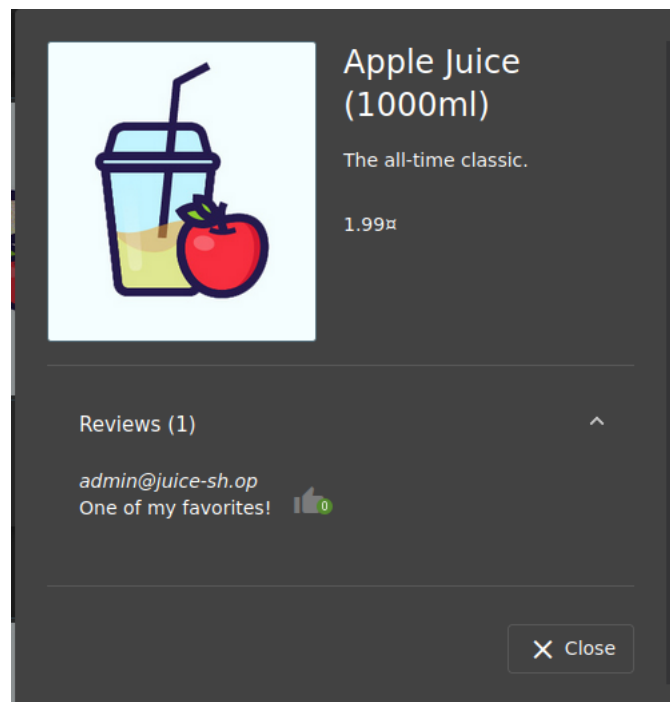 Apple Juice
(1000ml)
The all-time classic.
1.99¤
Reviews (1)
admin@juice-sh.op
One of my favorites!
0
Close